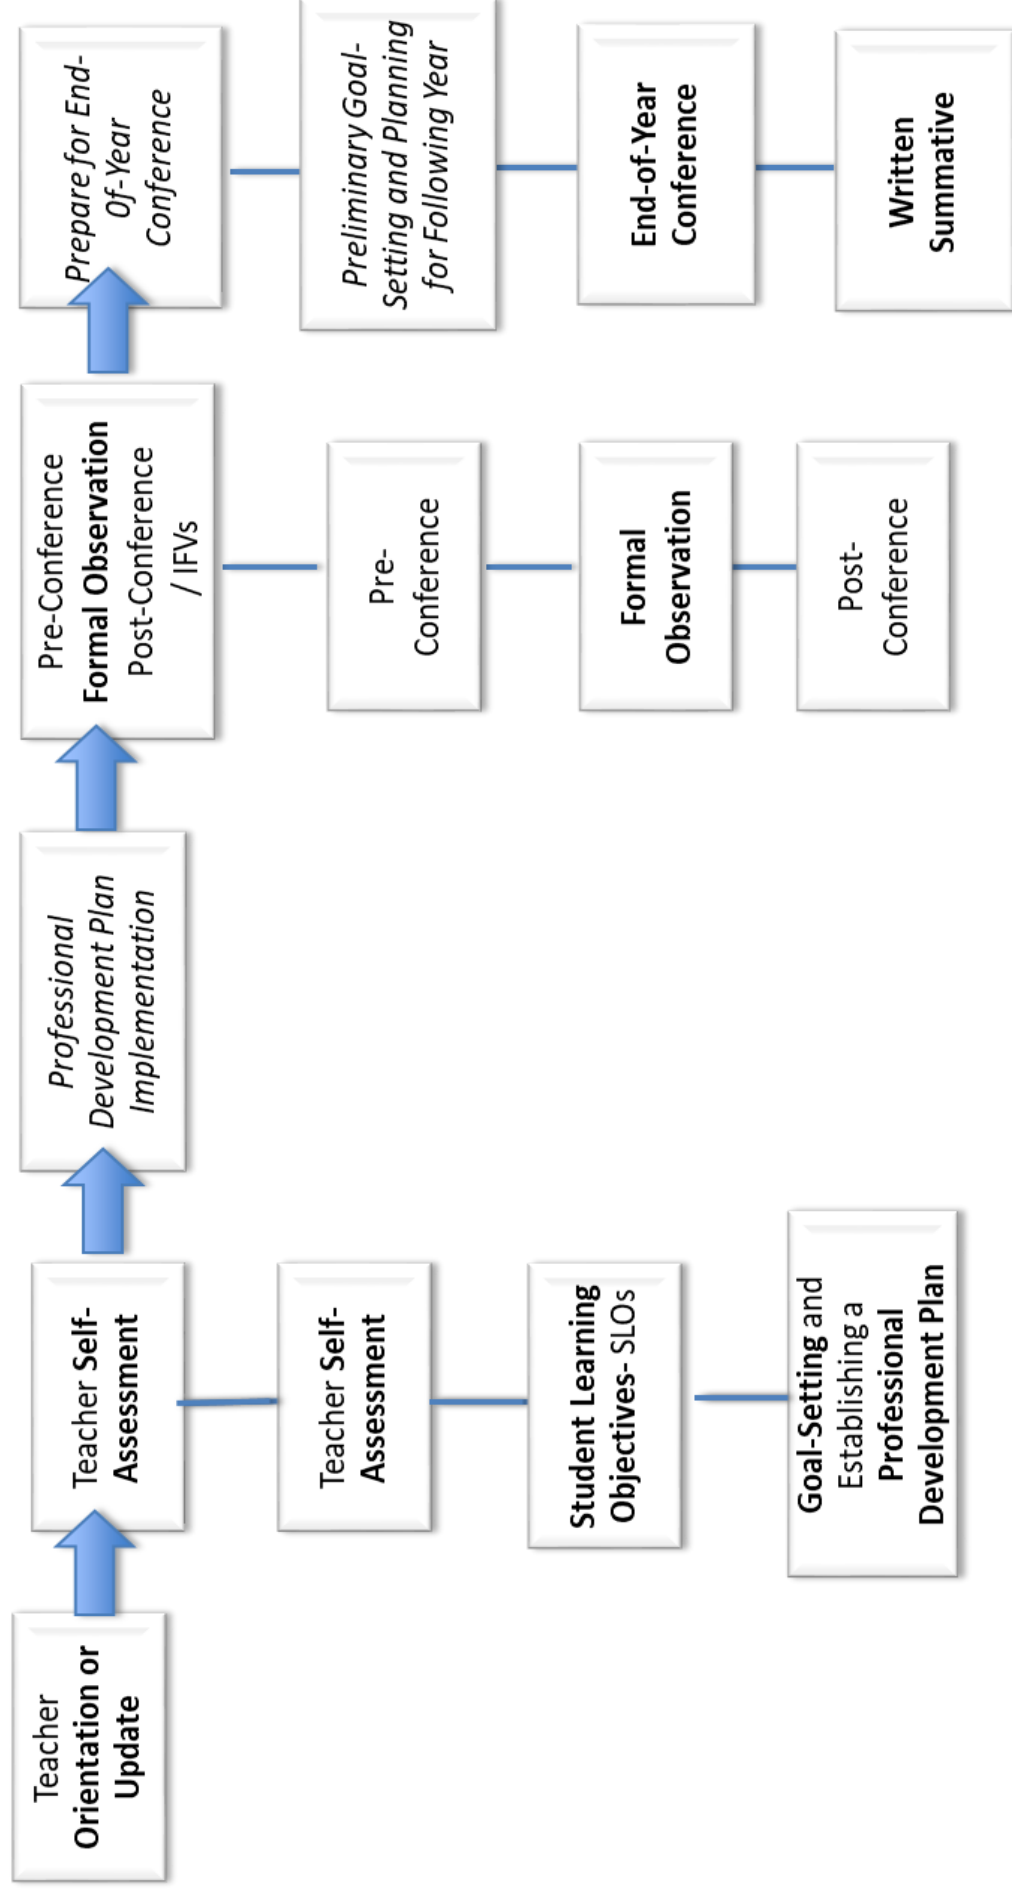 Teacher
Orientation or
Update
Teacher Self-
Assessment
Teacher Self-
Assessment
Student Learning
Objectives- SLOs
Goal-Setting and
Establishing a
Professional
Development Plan
Professional
Development Plan
Implementation
Pre-Conference
Formal Observation
Post-Conference
/ IFVs
Pre-
Conference
Formal
Observation
Post-
Conference
Prepare for End-
Of-Year
Conference
Preliminary Goal-
Setting and Planning
for Following Year
End-of-Year
Conference
Written
Summative